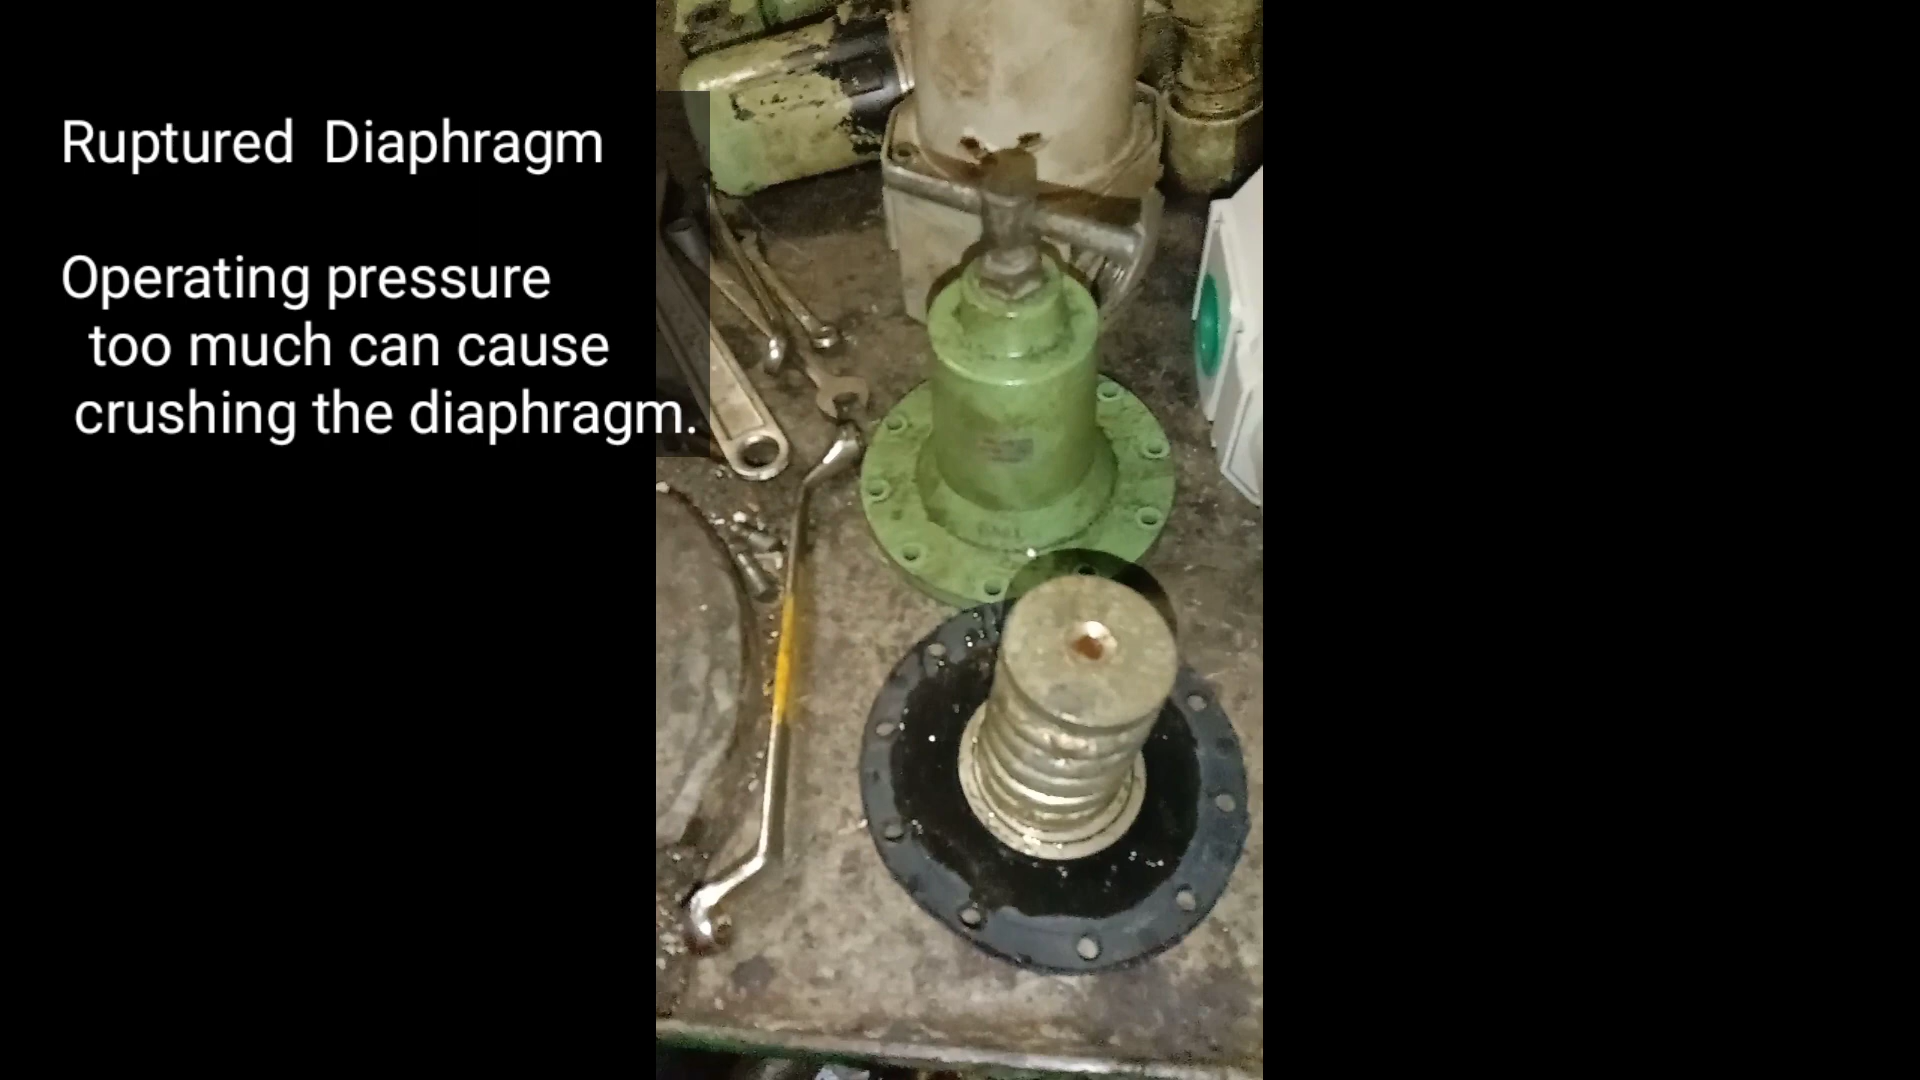 Ruptured Diaphragm
Operating pressure
too much can cause
crushing the diaphragm.